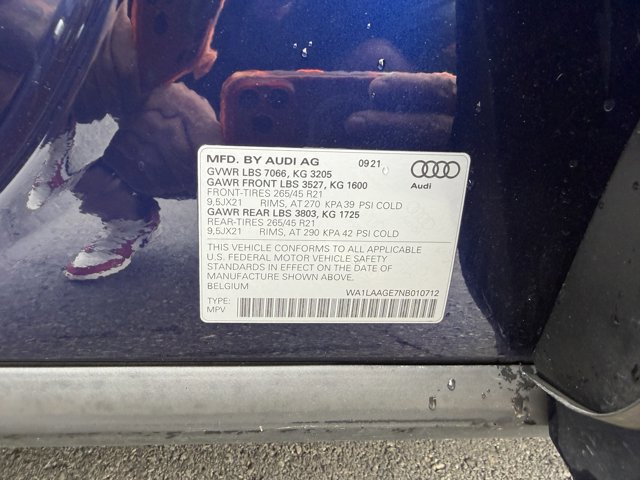 MFD. BY AUDI AG 09 21
GVWR LBS 7066, KG 3205
GAWR FRONT LBS 3527, KG 1600
Audi
FRONT-TIRES 265/45 R21
9,5JX21 RIMS, AT 270 KPA 39 PSI COLD
GAWR REAR LBS 3803, KG 1725
REAR-TIRES 265/45 R21
9,5JX21 RIMS, AT 290 KPA 42 PSI COLD
THIS VEHICLE CONFORMS TO ALL APPLICABLE
U.S. FEDERAL MOTOR VEHICLE SAFETY
STANDARDS IN EFFECT ON THE DATE OF
MANUFACTURE SHOWN ABOVE.
BELGIUM WA1LAAGE7NB010712
TYPE:
MPV